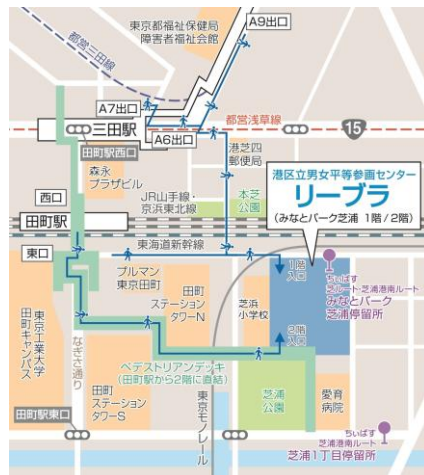 東京都福祉保健局
障害者福祉会館
A9出口
都営三田線
A7出口
三田駅
A6出口
都営浅草線
15
田町駅西口
港芝四
郵便局
森永
プラザビル
西口
JR山手線・
京浜東北線
本芝
公園
港区立男女平等参画センター
リーブラ
(みなとパーク芝浦 1階/2階)
田町駅
東口
東海道新幹線
プルマン
東京田町
田町
ステーション
タワーN
芝浜
小学校
1階
入口
2階
入口
ちぃばす
芝ルート・芝浦港南ルート
みなとパーク
芝浦停留所
東京工業大学
田町キャンパス
なぎさ通り
ペデストリアンデッキ
(田町駅から2階に直結)
田町
ステーション
タワーS
東京モノレール
芝浦
公園
愛育
病院
田町駅東口
ちぃばす
芝浦港南ルート
芝浦1丁目停留所